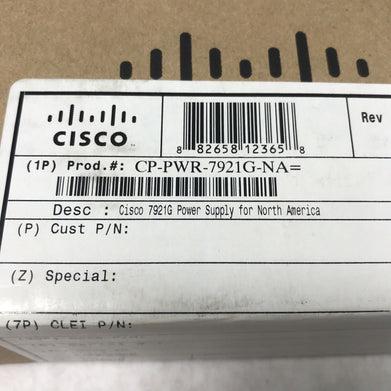 CISCO
8 82658 12365 8
Rev
(1P) Prod.#: CP-PWR-7921G-NA=
Desc : Cisco 7921G Power Supply for North America
(P) Cust P/N:
(Z) Special:
(7P) CLEI P/N: